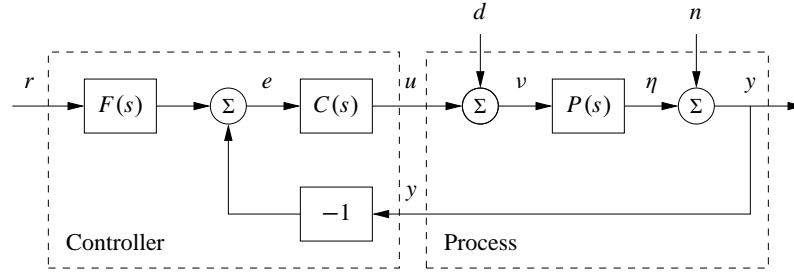 d n
r F(s) Σ e C(s) u Σ ν P(s) η Σ y
−1 y
Controller Process